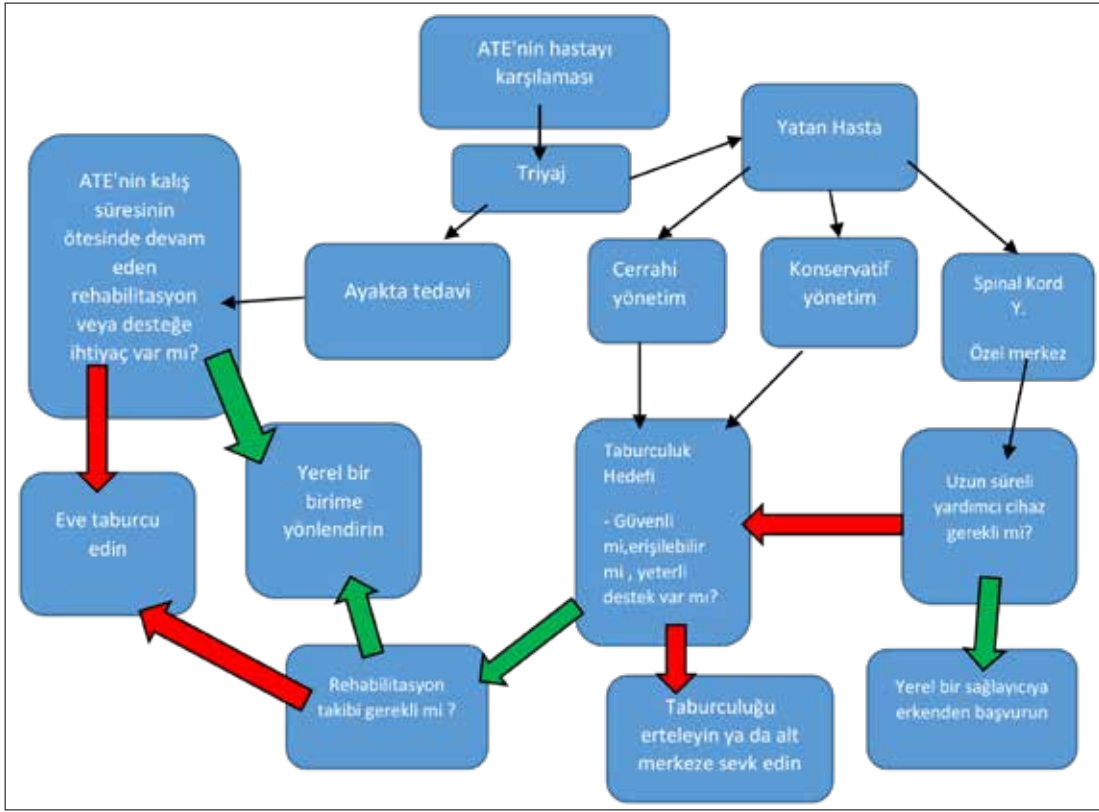 ATE'nin hastayı
karşılaması
Yatan Hasta
Triyaj
ATE'nin kalış
süresinin
ötesinde devam
eden
rehabilitasyon
veya desteğe
ihtiyaç var mı?
Ayakta tedavi
Cerrahi
yönetim
Konservatif
yönetim
Spinal Kord
Y.
Özel merkez
Eve taburcu
edin
Yerel bir
birime
yönlendirin
Taburculuk
Hedefi
- Güvenli
mi,erişilebilir
mi , yeterli
destek var mı?
Uzun süreli
yardımcı cihaz
gerekli mi?
Rehabilitasyon
takibi gerekli mi ?
Taburculuğu
erteleyin ya da alt
merkeze sevk edin
Yerel bir sağlayıcıya
erkenden başvurun